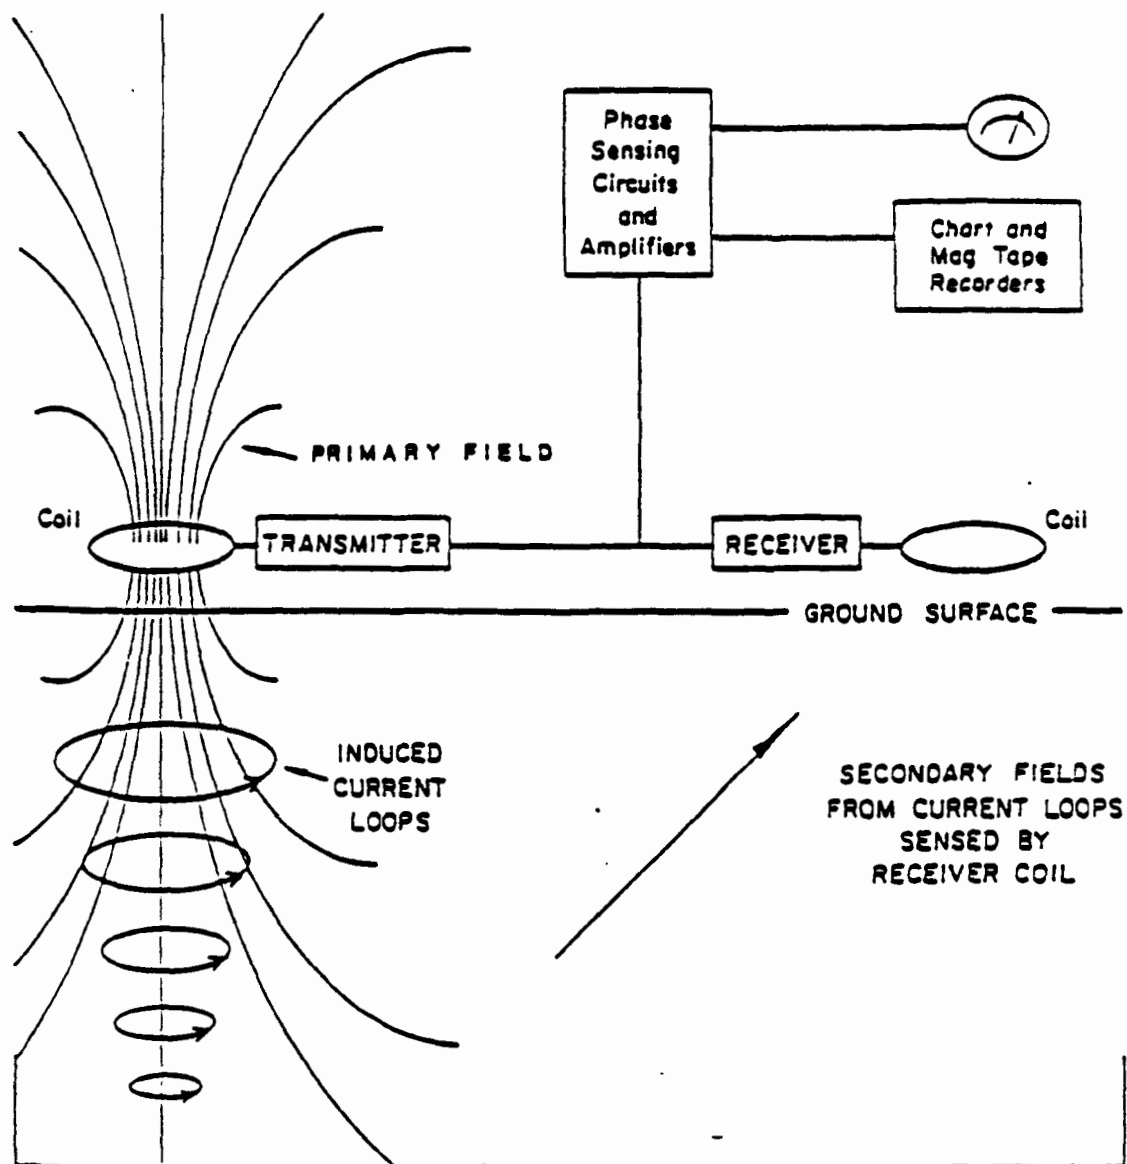 Phase
Sensing
Circuits
and
Amplifiers
Chart and
Mag Tape
Recorders
PRIMARY FIELD
Coil
TRANSMITTER
RECEIVER
Coil
GROUND SURFACE
INDUCED
CURRENT
LOOPS
SECONDARY FIELDS
FROM CURRENT LOOPS
SENSED BY
RECEIVER COIL